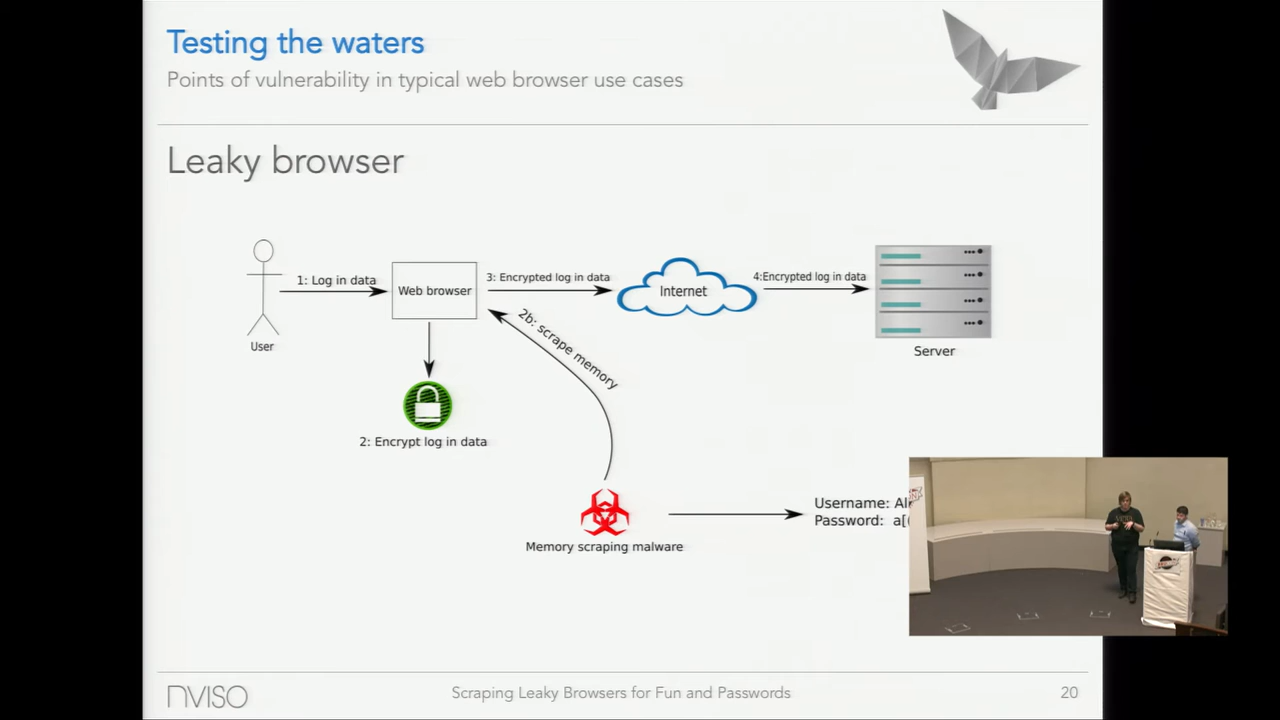 Testing the waters
Points of vulnerability in typical web browser use cases
Leaky browser
1: Log in data
Web browser
3: Encrypted log in data
Internet
4:Encrypted log in data
User
Server
2b: scrape memory
2: Encrypt log in data
Username:
Password: a[
Memory scraping malware
NVISO
Scraping Leaky Browsers for Fun and Passwords
20